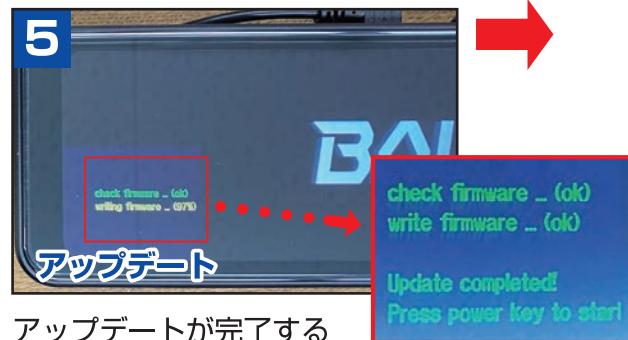 5
BAL
check firmware ... (ok)
writing firmware ... (97%)
アップデート
check firmware ... (ok)
write firmware ... (ok)
Update completed!
Press power key to start
アップデートが完了する